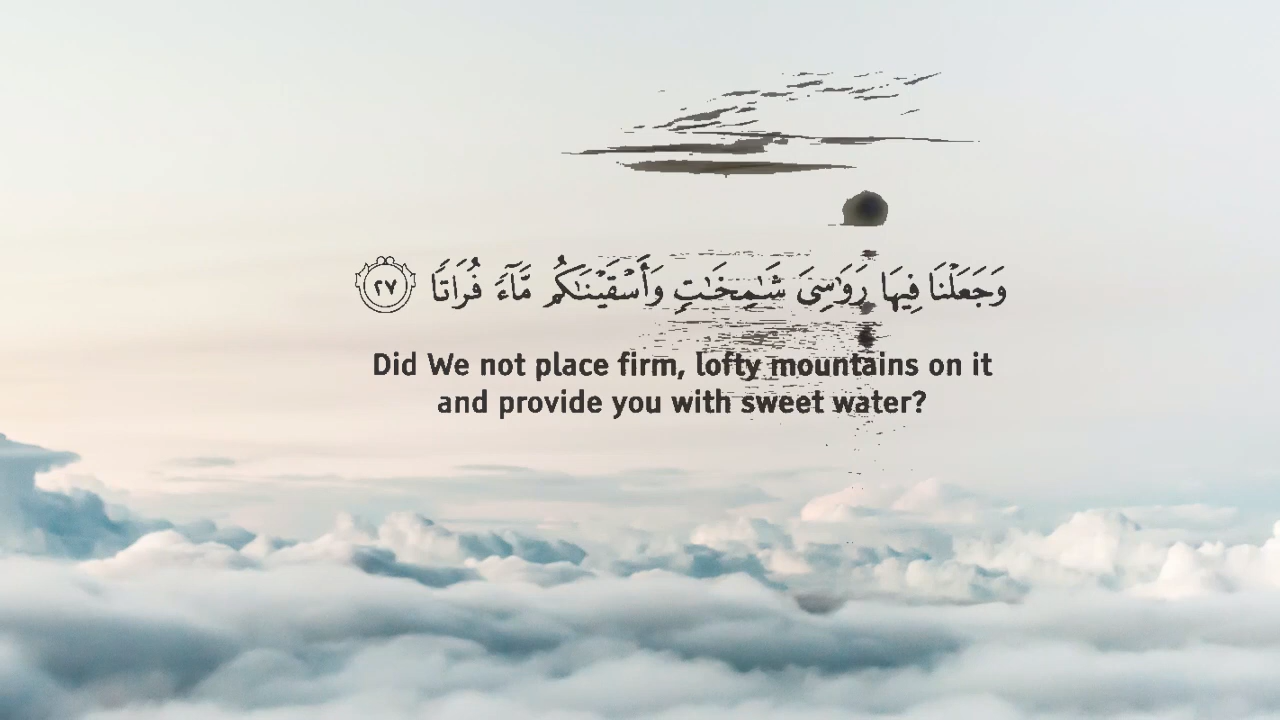 وَجَعَلْنَا فِيهَا رَوَٰسِىَ شَٰمِخَٰتٍ وَأَسْقَيْنَٰكُم مَّآءً فُرَاتًا ٢٧
Did We not place firm, lofty mountains on it
and provide you with sweet water?